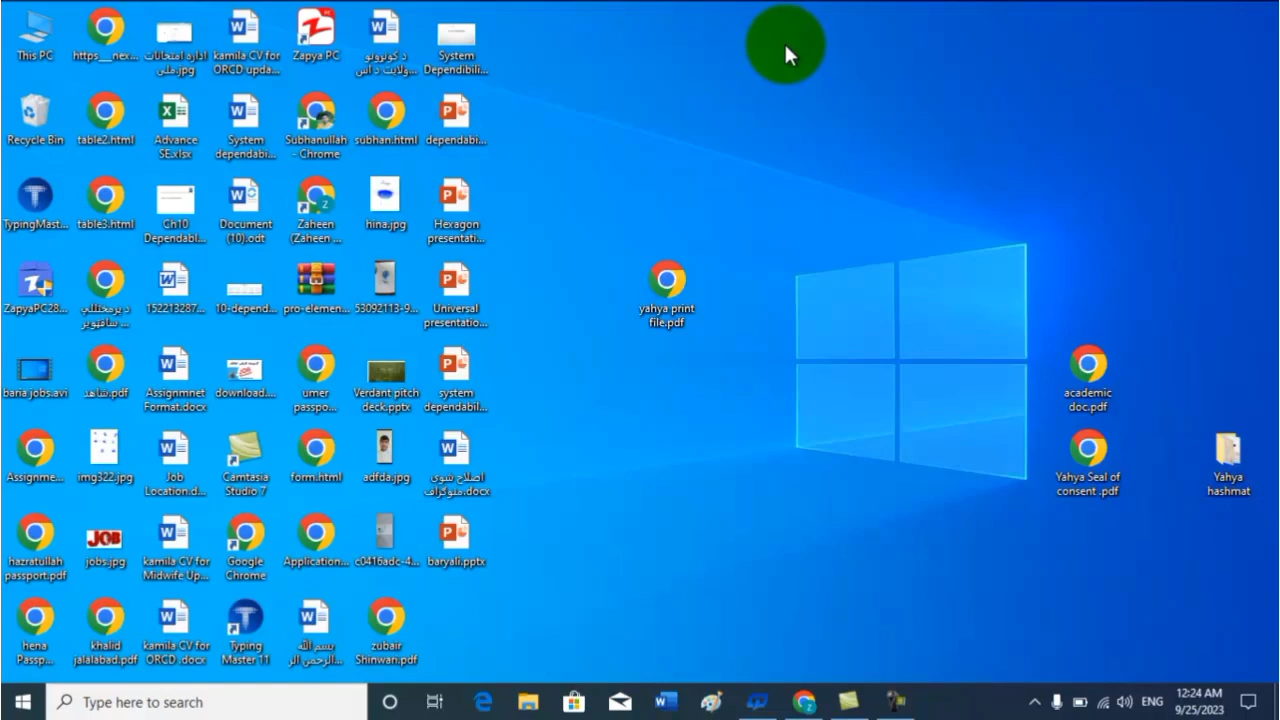 This PC
https__nex...
اداره امتحانات
ملی.jpg
kamila CV for
ORCD upda...
Zapya PC
System
Dependibili...
Recycle Bin
table2.html
Advance
SE.xlsx
System
dependabi...
Subhanullah
- Chrome
subhan.html
dependabi...
TypingMast...
table3.html
Ch10
Dependabl...
Document
(10).odt
Zaheen
(Zaheen ...
hina.jpg
Hexagon
presentati...
ZapyaPC28...
152213287...
10-depend...
pro-elemen...
53092113-9...
Universal
presentatio...
yahya print
file.pdf
baria jobs.avi
شاهد.pdf
Assignmnet
Format.docx
download....
umer
passpo...
Verdant pitch
deck.pptx
system
dependabil...
academic
doc.pdf
Assignme...
img322.jpg
Job
Location.d...
Camtasia
Studio 7
form.html
adfda.jpg
اصلاح شوی
منوگراف.docx
Yahya Seal of
consent .pdf
Yahya
hashmat
hazratullah
passport.pdf
JOB
jobs.jpg
kamila CV for
Midwife Up...
Google
Chrome
Application...
c0416adc-4...
baryali.pptx
hena
Passp...
khalid
jalalabad.pdf
kamila CV for
ORCD .docx
Typing
Master 11
بسم الله
الرحمن الر...
zubair
Shinwari.pdf
Type here to search
ENG
12:24 AM
9/25/2023